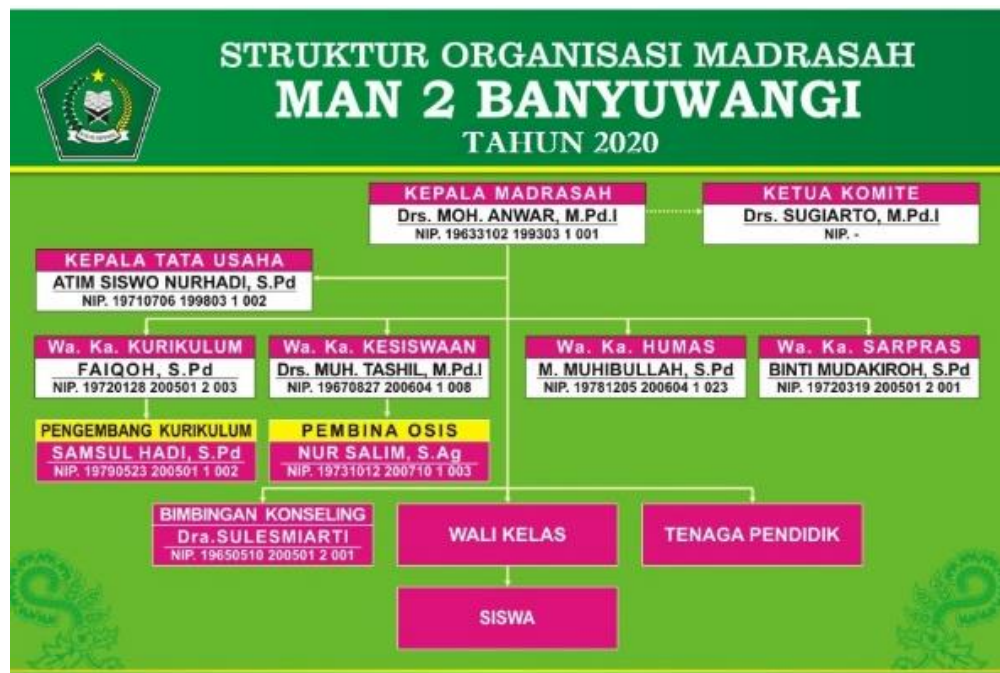 STRUKTUR ORGANISASI MADRASAH
MAN 2 BANYUWANGI
TAHUN 2020
KEPALA MADRASAH
Drs. MOH. ANWAR, M.Pd.I
NIP. 19633102 199303 1 001
KETUA KOMITE
Drs. SUGIARTO, M.Pd.I
NIP. -
KEPALA TATA USAHA
ATIM SISWO NURHADI, S.Pd
NIP. 19710706 199803 1 002
Wa. Ka. KURIKULUM
FAIQOH, S.Pd
NIP. 19720128 200501 2 003
Wa. Ka. KESISWAAN
Drs. MUH. TASHIL, M.Pd.I
NIP. 19670827 200604 1 008
Wa. Ka. HUMAS
M. MUHIBULLAH, S.Pd
NIP. 19781205 200604 1 023
Wa. Ka. SARPRAS
BINTI MUDAKIROH, S.Pd
NIP. 19720319 200501 2 001
PENGEMBANG KURIKULUM
SAMSUL HADI, S.Pd
NIP. 19790523 200501 1 002
PEMBINA OSIS
NUR SALIM, S.Ag
NIP. 19731012 200710 1 003
BIMBINGAN KONSELING
Dra.SULESMIARTI
NIP. 19650510 200501 2 001
WALI KELAS
TENAGA PENDIDIK
SISWA